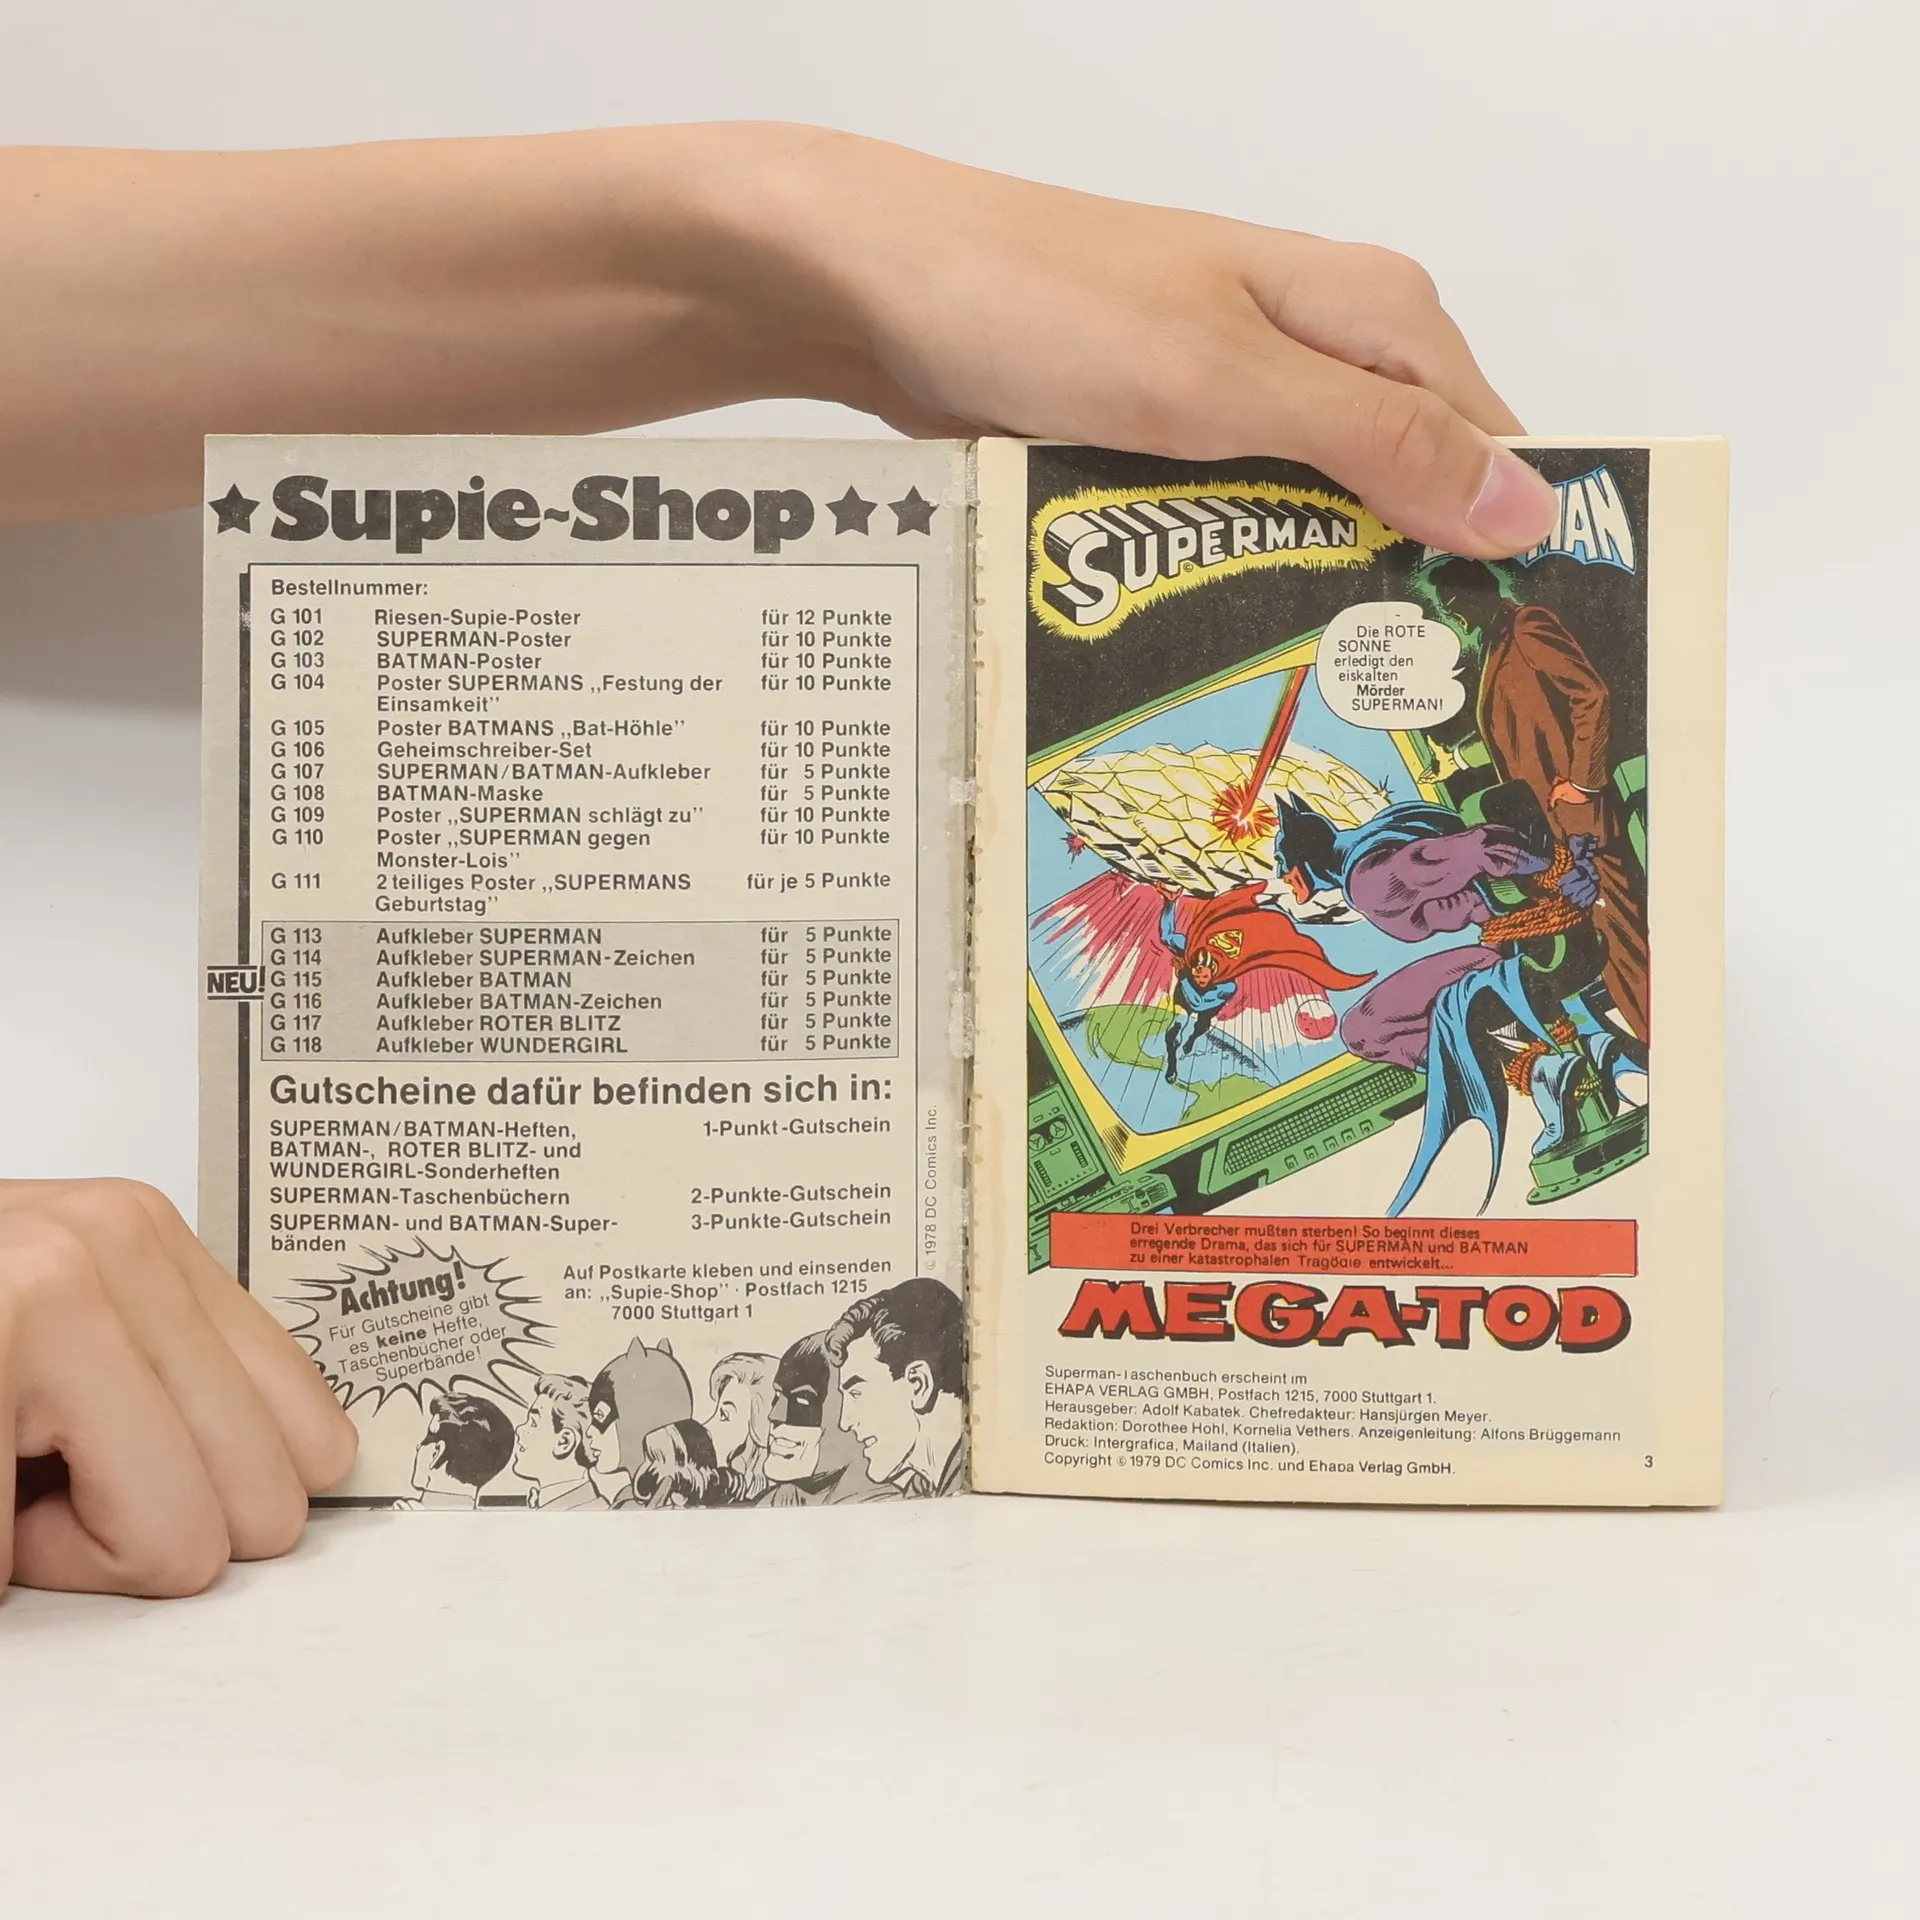 ★Supie~Shop★★
Bestellnummer:
G 101 Riesen-Supie-Poster für 12 Punkte
G 102 SUPERMAN-Poster für 10 Punkte
G 103 BATMAN-Poster für 10 Punkte
G 104 Poster SUPERMANS „Festung der für 10 Punkte
Einsamkeit”
G 105 Poster BATMANS „Bat-Höhle” für 10 Punkte
G 106 Geheimschreiber-Set für 10 Punkte
G 107 SUPERMAN/BATMAN-Aufkleber für 5 Punkte
G 108 BATMAN-Maske für 5 Punkte
G 109 Poster „SUPERMAN schlägt zu” für 10 Punkte
G 110 Poster „SUPERMAN gegen für 10 Punkte
Monster-Lois”
G 111 2 teiliges Poster „SUPERMANS für je 5 Punkte
Geburtstag”
G 113 Aufkleber SUPERMAN für 5 Punkte
G 114 Aufkleber SUPERMAN-Zeichen für 5 Punkte
NEU! G 115 Aufkleber BATMAN für 5 Punkte
G 116 Aufkleber BATMAN-Zeichen für 5 Punkte
G 117 Aufkleber ROTER BLITZ für 5 Punkte
G 118 Aufkleber WUNDERGIRL für 5 Punkte
Gutscheine dafür befinden sich in:
SUPERMAN/BATMAN-Heften, 1-Punkt-Gutschein
BATMAN-, ROTER BLITZ- und
WUNDERGIRL-Sonderheften
SUPERMAN-Taschenbüchern 2-Punkte-Gutschein
SUPERMAN- und BATMAN-Super- 3-Punkte-Gutschein
bänden
Achtung!
Für Gutscheine gibt
es keine Hefte,
Taschenbücher oder
Superbände!
Auf Postkarte kleben und einsenden
an: „Supie-Shop” · Postfach 1215
7000 Stuttgart 1
© 1978 DC Comics Inc.
SUPERMAN
©
Die ROTE
SONNE
erledigt den
eiskalten
Mörder
SUPERMAN!
Drei Verbrecher mußten sterben! So beginnt dieses
erregende Drama, das sich für SUPERMAN und BATMAN
zu einer katastrophalen Tragödie entwickelt...
MEGA-TOD
Superman-Taschenbuch erscheint im
EHAPA VERLAG GMBH, Postfach 1215, 7000 Stuttgart 1.
Herausgeber: Adolf Kabatek. Chefredakteur: Hansjürgen Meyer.
Redaktion: Dorothee Hohl, Kornelia Vethers. Anzeigenleitung: Alfons Brüggemann
Druck: Intergrafica, Mailand (Italien).
Copyright © 1979 DC Comics Inc. und Ehapa Verlag GmbH.
3